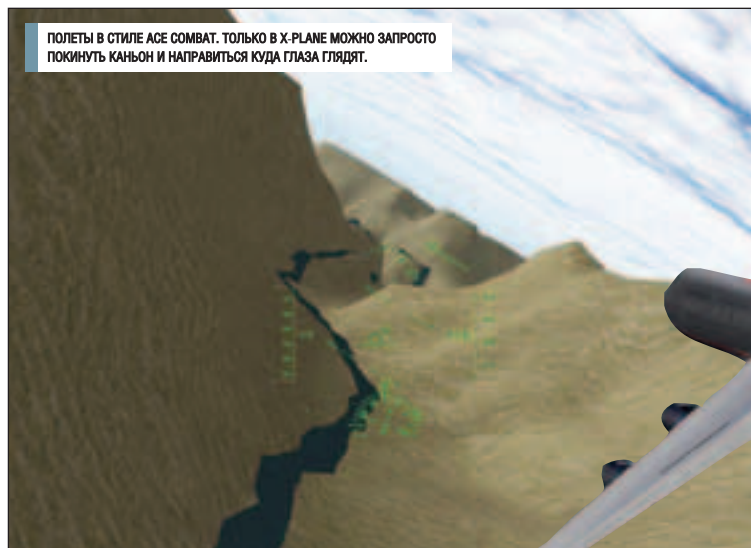 ПОЛЕТЫ В СТИЛЕ ACE COMBAT. ТОЛЬКО В X-PLANE МОЖНО ЗАПРОСТО
ПОКИНУТЬ КАНЬОН И НАПРАВИТЬСЯ КУДА ГЛАЗА ГЛЯДЯТ.